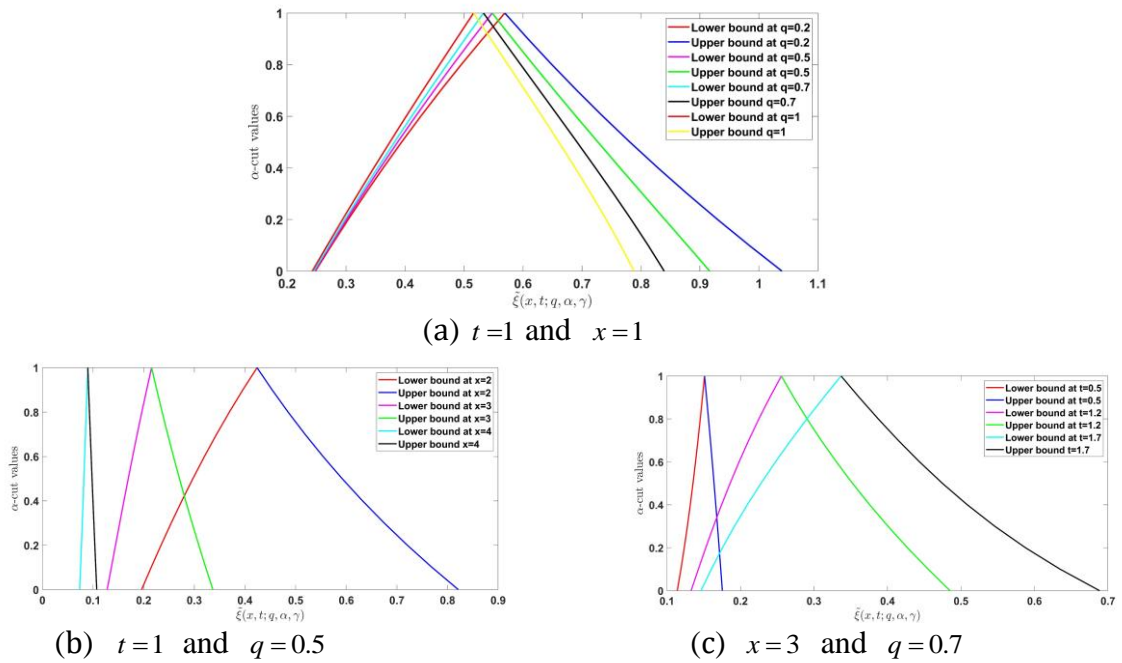 1
0.8
0.6
0.4
0.2
0
α-cut values
0.2 0.3 0.4 0.5 0.6 0.7 0.8 0.9 1 1.1
ξ̃(x, t; q, α, γ)
Lower bound at q=0.2
Upper bound at q=0.2
Lower bound at q=0.5
Upper bound at q=0.5
Lower bound at q=0.7
Upper bound q=0.7
Lower bound at q=1
Upper bound q=1
(a) t=1 and x=1
1
0.8
0.6
0.4
0.2
0
α-cut values
0 0.1 0.2 0.3 0.4 0.5 0.6 0.7 0.8 0.9
ξ̃(x, t; q, α, γ)
Lower bound at x=2
Upper bound at x=2
Lower bound at x=3
Upper bound at x=3
Lower bound at x=4
Upper bound x=4
(b) t=1 and q=0.5
1
0.8
0.6
0.4
0.2
0
α-cut values
0.1 0.2 0.3 0.4 0.5 0.6 0.7
ξ̃(x, t; q, α, γ)
Lower bound at t=0.5
Upper bound at t=0.5
Lower bound at t=1.2
Upper bound at t=1.2
Lower bound at t=1.7
Upper bound t=1.7
(c) x=3 and q=0.7